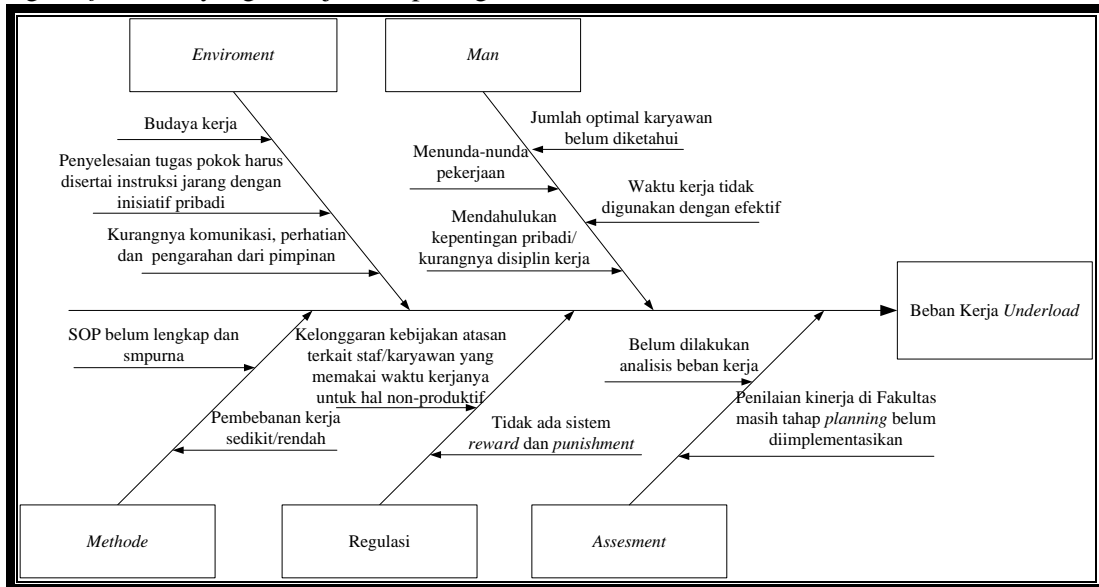 Enviroment
Man
Budaya kerja
Penyelesaian tugas pokok harus
disertai instruksi jarang dengan
inisiatif pribadi
Kurangnya komunikasi, perhatian
dan pengarahan dari pimpinan
Jumlah optimal karyawan
belum diketahui
Menunda-nunda
pekerjaan
Waktu kerja tidak
digunakan dengan efektif
Mendahulukan
kepentingan pribadi/
kurangnya disiplin kerja
Beban Kerja Underload
SOP belum lengkap dan
smpurna
Pembebanan kerja
sedikit/rendah
Kelonggaran kebijakan atasan
terkait staf/karyawan yang
memakai waktu kerjanya
untuk hal non-produktif
Tidak ada sistem
reward dan punishment
Belum dilakukan
analisis beban kerja
Penilaian kinerja di Fakultas
masih tahap planning belum
diimplementasikan
Methode
Regulasi
Assesment